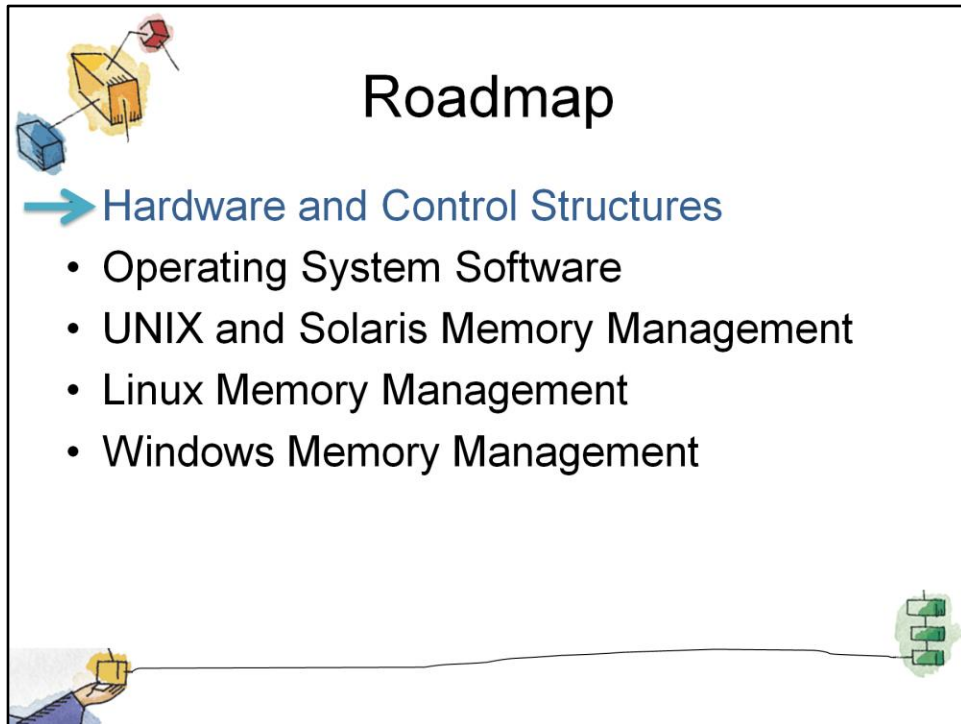 Roadmap
Hardware and Control Structures
• Operating System Software
• UNIX and Solaris Memory Management
• Linux Memory Management
• Windows Memory Management